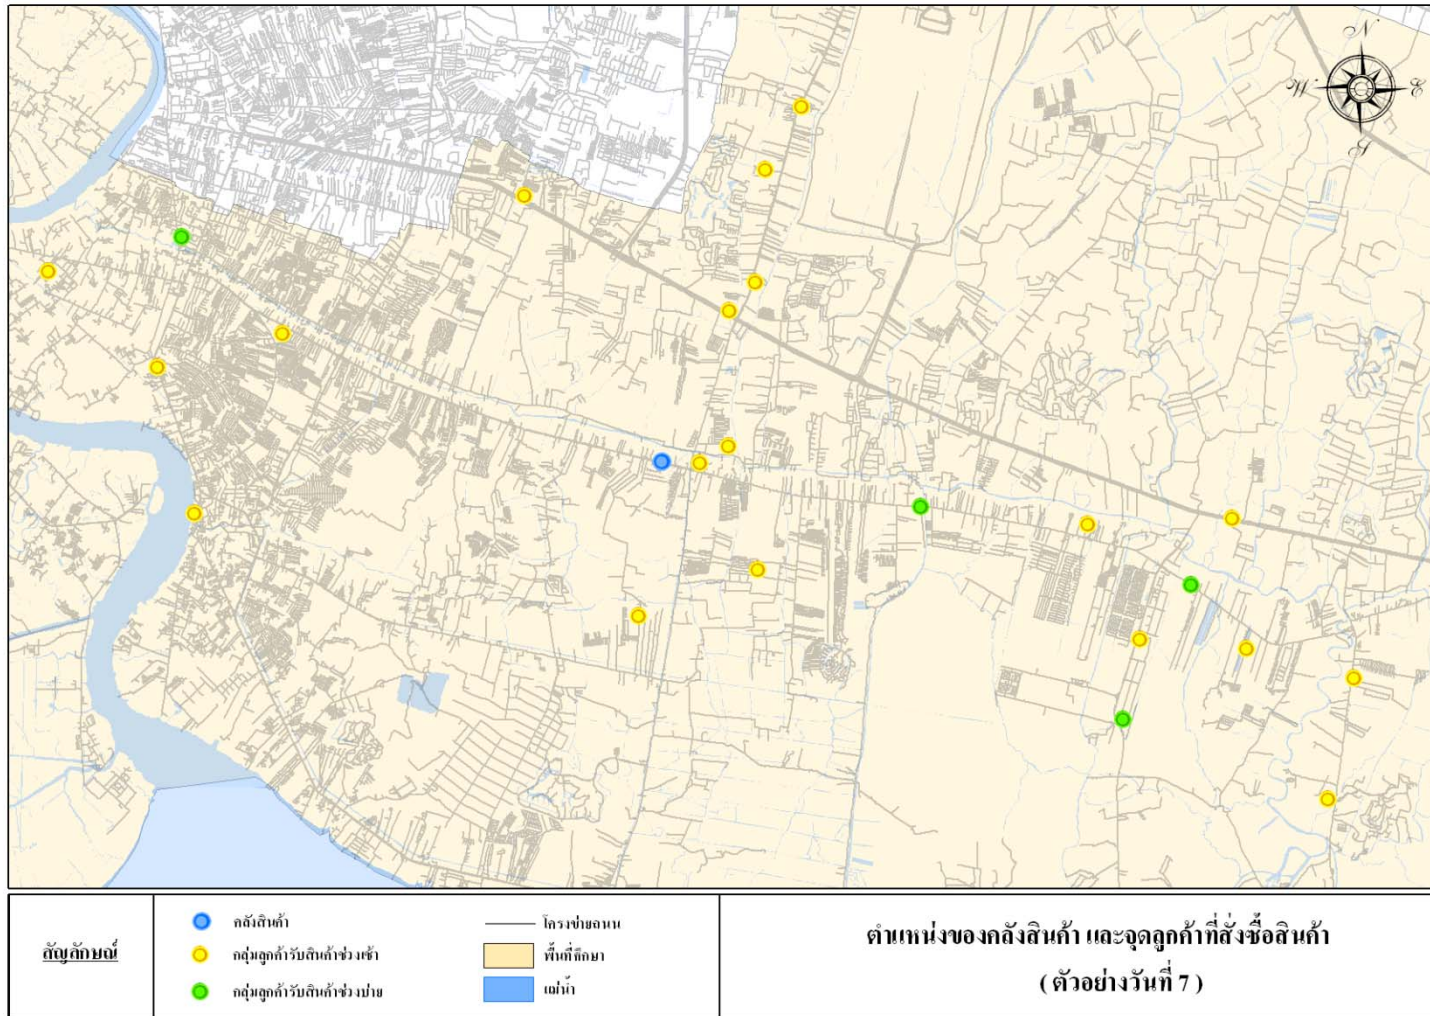 N
W
E
S
สัญลักษณ์
คลังสินค้า
กลุ่มลูกค้ารับสินค้าช่วงเช้า
กลุ่มลูกค้ารับสินค้าช่วงบ่าย
โครงข่ายถนน
พื้นที่ศึกษา
แม่น้ำ
ตำแหน่งของคลังสินค้า และจุดลูกค้าที่สั่งซื้อสินค้า
( ตัวอย่างวันที่ 7 )